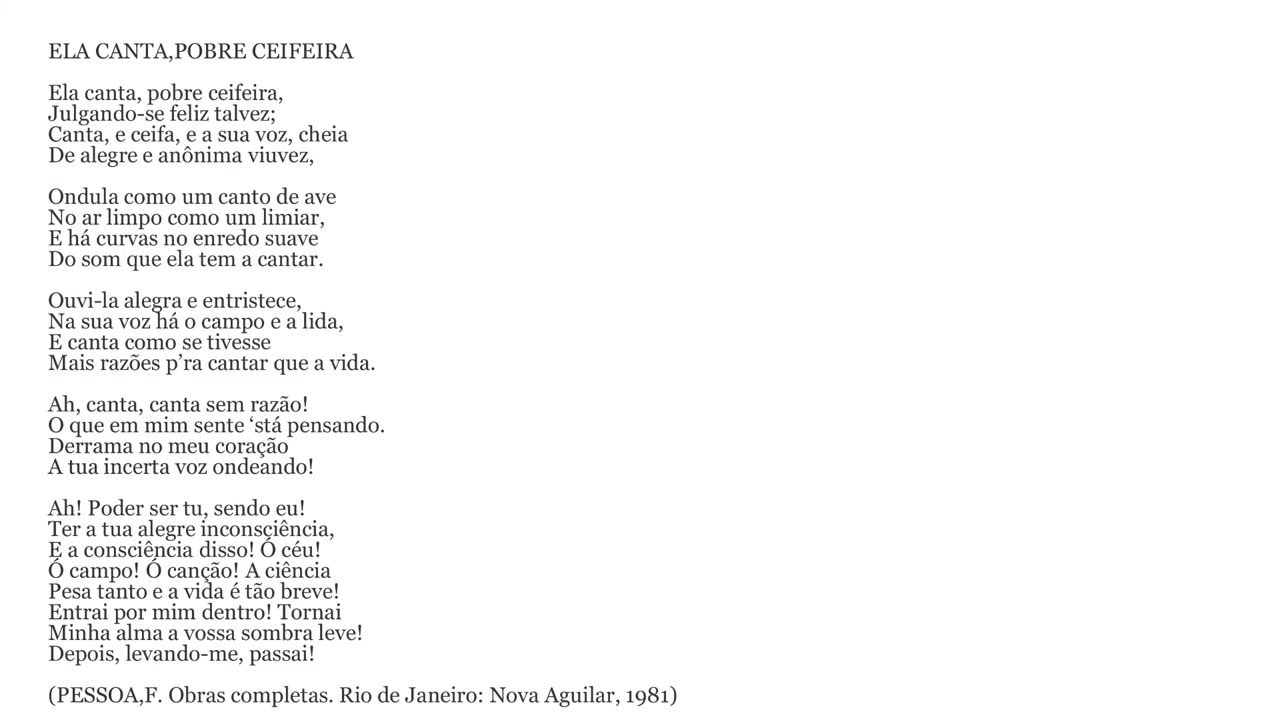 ELA CANTA,POBRE CEIFEIRA
Ela canta, pobre ceifeira,
Julgando-se feliz talvez;
Canta, e ceifa, e a sua voz, cheia
De alegre e anônima viuvez,
Ondula como um canto de ave
No ar limpo como um limiar,
E há curvas no enredo suave
Do som que ela tem a cantar.
Ouvi-la alegra e entristece,
Na sua voz há o campo e a lida,
E canta como se tivesse
Mais razões p’ra cantar que a vida.
Ah, canta, canta sem razão!
O que em mim sente ‘stá pensando.
Derrama no meu coração
A tua incerta voz ondeando!
Ah! Poder ser tu, sendo eu!
Ter a tua alegre inconsciência,
E a consciência disso! Ó céu!
Ó campo! Ó canção! A ciência
Pesa tanto e a vida é tão breve!
Entrai por mim dentro! Tornai
Minha alma a vossa sombra leve!
Depois, levando-me, passai!
(PESSOA,F. Obras completas. Rio de Janeiro: Nova Aguilar, 1981)